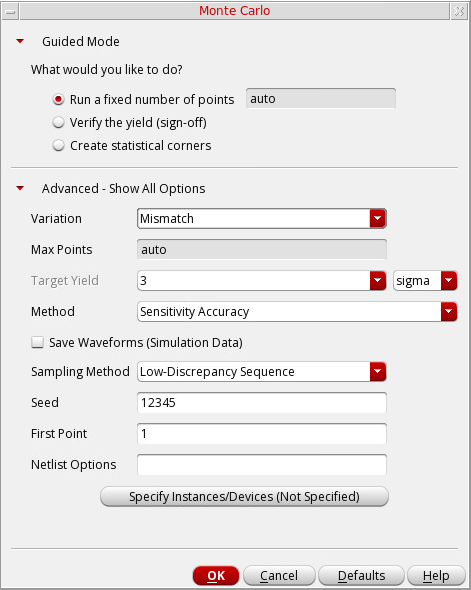 Monte Carlo
Guided Mode
What would you like to do?
Run a fixed number of points auto
Verify the yield (sign-off)
Create statistical corners
Advanced - Show All Options
Variation Mismatch
Max Points auto
Target Yield 3 sigma
Method Sensitivity Accuracy
Save Waveforms (Simulation Data)
Sampling Method Low-Discrepancy Sequence
Seed 12345
First Point 1
Netlist Options
Specify Instances/Devices (Not Specified)
OK Cancel Defaults Help